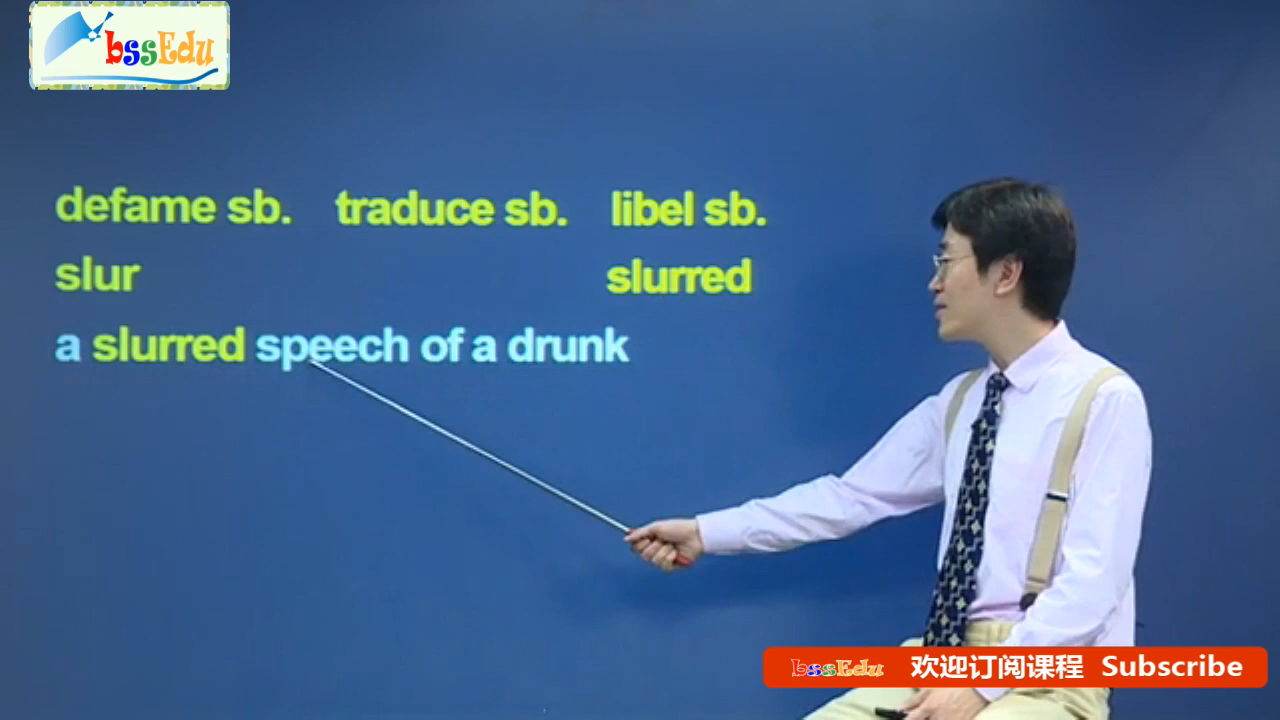 bssEdu
defame sb. traduce sb. libel sb.
slur slurred
a slurred speech of a drunk
bssEdu 欢迎订阅课程 Subscribe